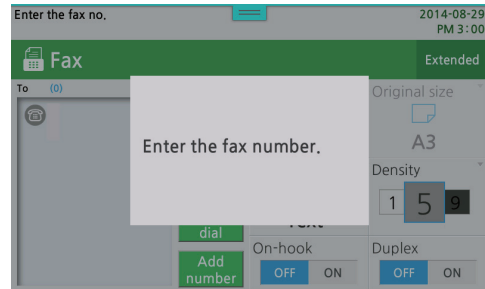 Enter the fax no.
2014-08-29
PM 3:00
Fax
Extended
To (0)
Original size
A3
Enter the fax number.
Density
1 5 9
dial
Text
Add
number
On-hook
OFF ON
Duplex
OFF ON